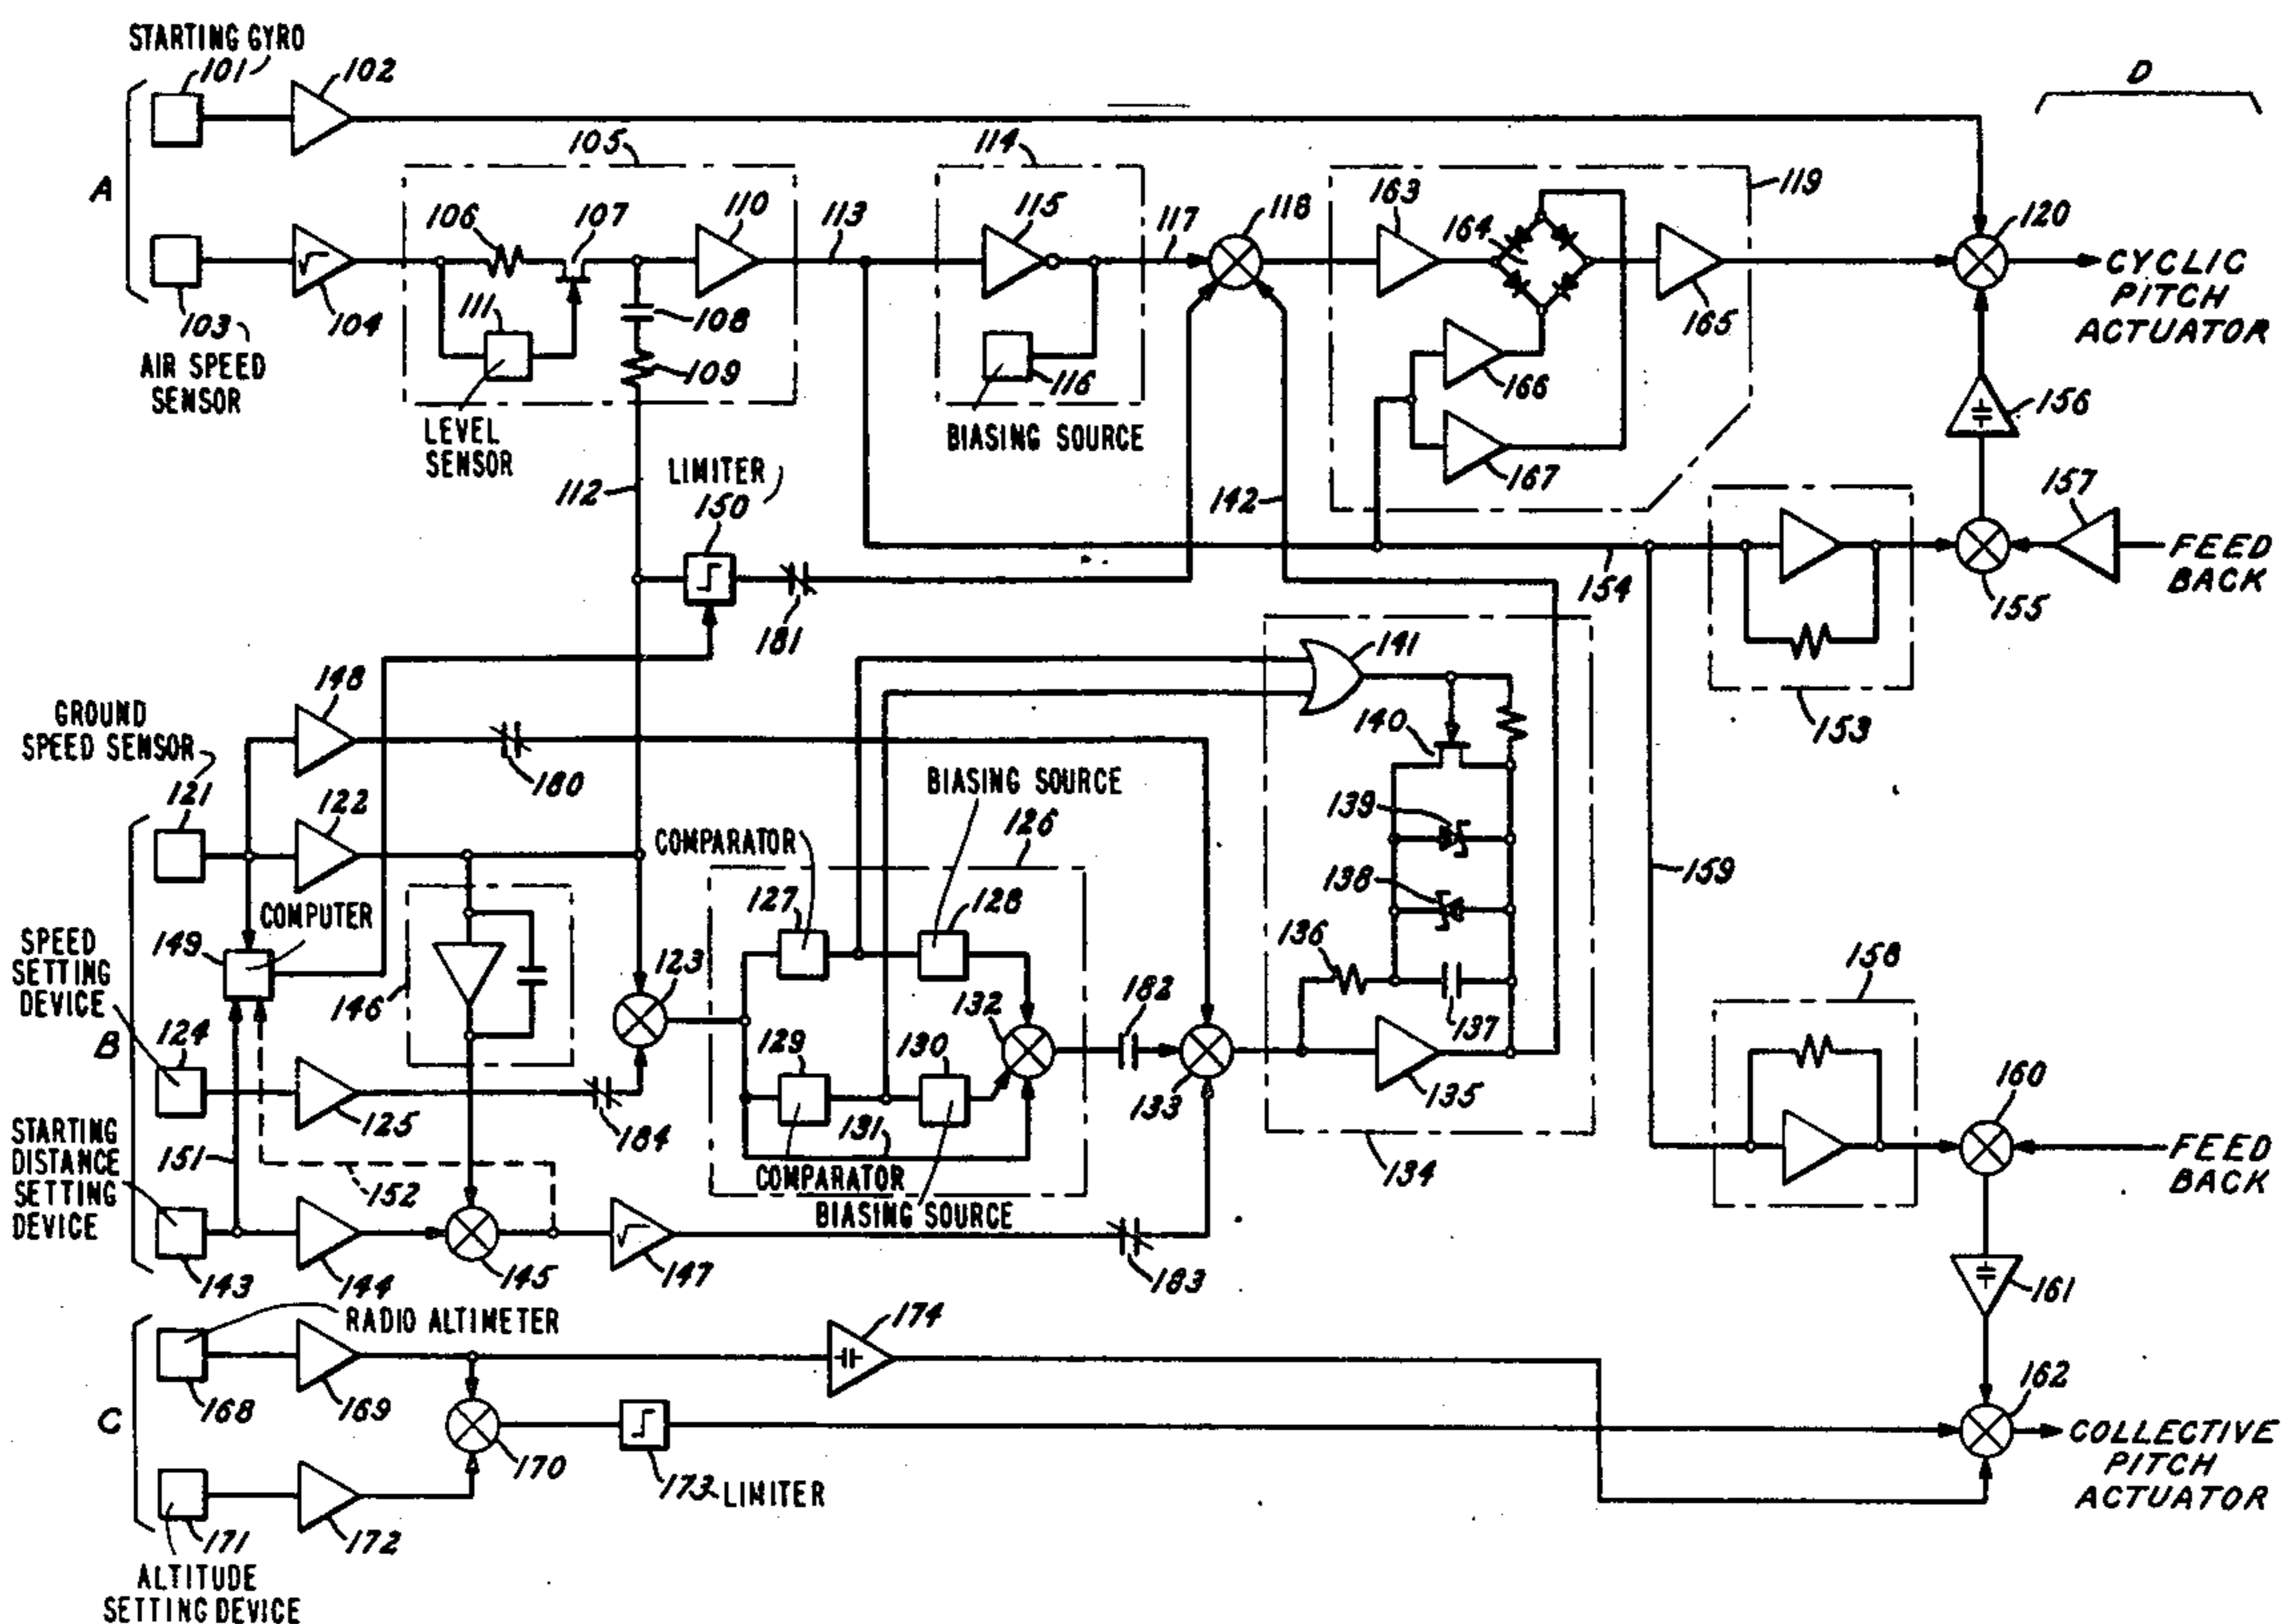 STARTING GYRO
101
102
D
A
105
114
119
106
107
110
113
115
117
118
163
164
120
CYCLIC
PITCH
ACTUATOR
103
AIR SPEED
SENSOR
104
111
108
109
116
166
165
LEVEL
SENSOR
BIASING SOURCE
167
156
LIMITER
150
112
142
157
FEED
BACK
181
154
155
153
GROUND
SPEED SENSOR
148
141
140
180
121
122
BIASING SOURCE
139
COMPARATOR
126
138
159
COMPUTER
127
128
149
SPEED
SETTING
DEVICE
146
123
136
158
B
124
132
182
137
129
130
133
135
160
125
184
131
STARTING
DISTANCE
SETTING
DEVICE
151
152
COMPARATOR
BIASING SOURCE
134
FEED
BACK
143
144
145
147
183
161
RADIO ALTIMETER
174
C
168
169
162
170
COLLECTIVE
PITCH
ACTUATOR
173 LIMITER
171
172
ALTITUDE
SETTING DEVICE